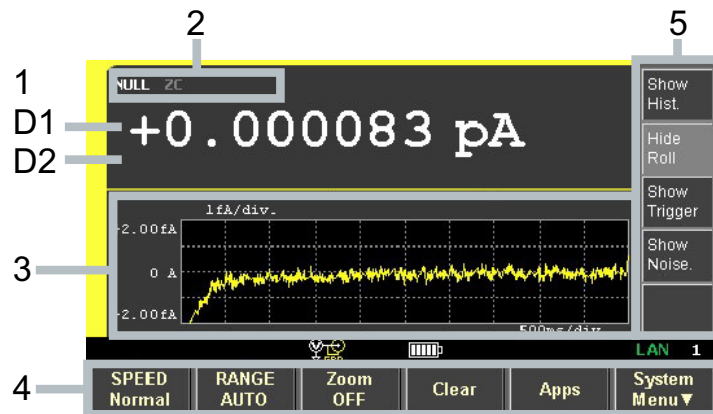 2
5
1
NULL ZC
D1
+0.000083 pA
D2
Show
Hist.
Hide
Roll
Show
Trigger
Show
Noise.
3
1fA/div.
-2.00fA
0 A
-2.00fA
500ms/div
LAN 1
4
SPEED
Normal
RANGE
AUTO
Zoom
OFF
Clear
Apps
System
Menu▼